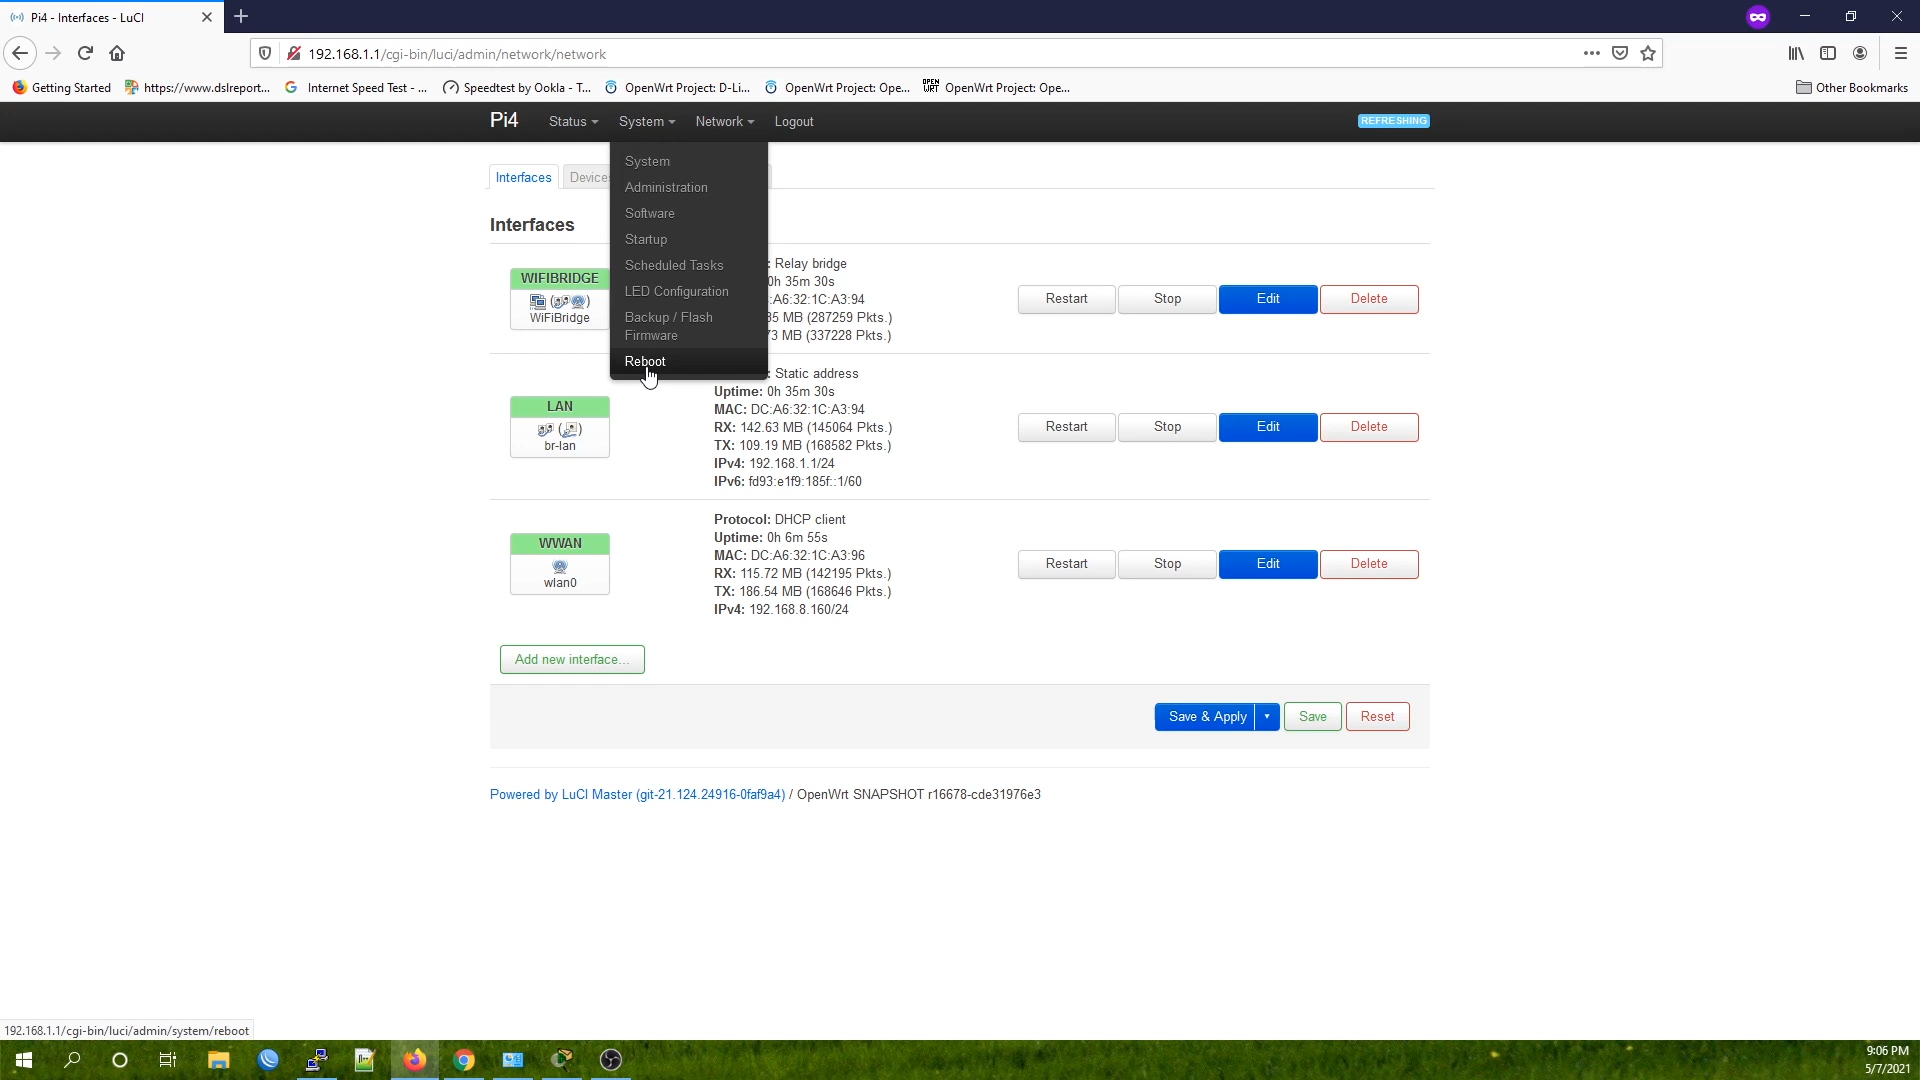 Pi4 - Interfaces - LuCI
192.168.1.1/cgi-bin/luci/admin/network/network
Getting Started https://www.dslreport... Internet Speed Test - ... Speedtest by Ookla - T... OpenWrt Project: D-Li... OpenWrt Project: Ope... OPEN WRT OpenWrt Project: Ope... Other Bookmarks
Pi4 Status System Network Logout REFRESHING
System
Administration
Software
Startup
Scheduled Tasks
LED Configuration
Backup / Flash
Firmware
Reboot
Interfaces Devices
Interfaces
WIFIBRIDGE
WiFiBridge
: Relay bridge
0h 35m 30s
:A6:32:1C:A3:94
MB (287259 Pkts.)
MB (337228 Pkts.)
Restart Stop Edit Delete
LAN
br-lan
: Static address
Uptime: 0h 35m 30s
MAC: DC:A6:32:1C:A3:94
RX: 142.63 MB (145064 Pkts.)
TX: 109.19 MB (168582 Pkts.)
IPv4: 192.168.1.1/24
IPv6: fd93:e1f9:185f::1/60
Restart Stop Edit Delete
WWAN
wlan0
Protocol: DHCP client
Uptime: 0h 6m 55s
MAC: DC:A6:32:1C:A3:96
RX: 115.72 MB (142195 Pkts.)
TX: 186.54 MB (168646 Pkts.)
IPv4: 192.168.8.160/24
Restart Stop Edit Delete
Add new interface...
Save & Apply Save Reset
Powered by LuCI Master (git-21.124.24916-0faf9a4) / OpenWrt SNAPSHOT r16678-cde31976e3
192.168.1.1/cgi-bin/luci/admin/system/reboot
9:06 PM
5/7/2021